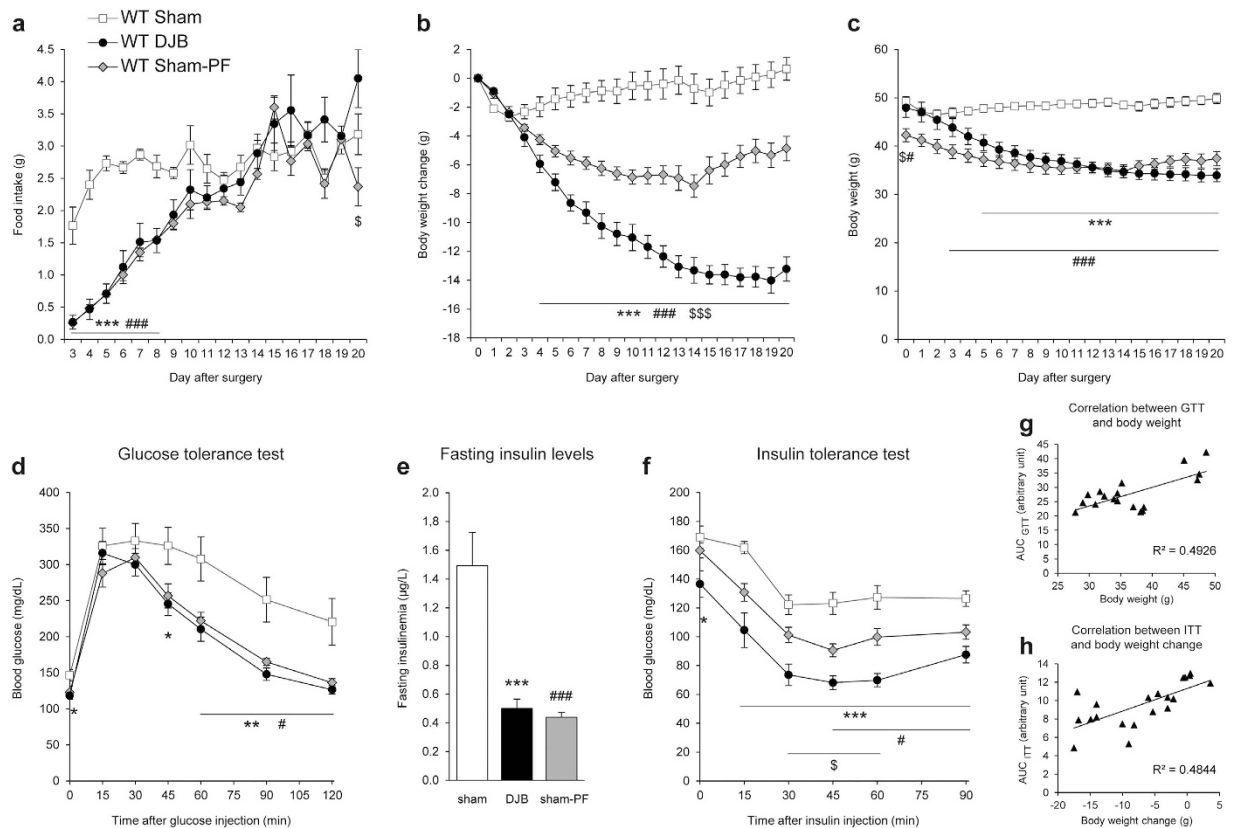 a
WT Sham
WT DJB
WT Sham-PF
4.5
4.0
3.5
3.0
2.5
2.0
1.5
1.0
0.5
0.0
Food intake (g)
*** ###
$
3 4 5 6 7 8 9 10 11 12 13 14 15 16 17 18 19 20
Day after surgery
b
2
0
-2
-4
-6
-8
-10
-12
-14
-16
-18
Body weight change (g)
*** ### $$$
0 1 2 3 4 5 6 7 8 9 10 11 12 13 14 15 16 17 18 19 20
Day after surgery
c
60
50
40
30
20
10
0
Body weight (g)
$#
***
###
0 1 2 3 4 5 6 7 8 9 10 11 12 13 14 15 16 17 18 19 20
Day after surgery
d
Glucose tolerance test
400
350
300
250
200
150
100
50
0
Blood glucose (mg/dL)
*
*
** #
0 15 30 45 60 75 90 105 120
Time after glucose injection (min)
e
Fasting insulin levels
2.0
1.8
1.6
1.4
1.2
1.0
0.8
0.6
0.4
0.2
0.0
Fasting insulinemia (µg/L)
***
###
sham DJB sham-PF
f
Insulin tolerance test
200
180
160
140
120
100
80
60
40
20
0
Blood glucose (mg/dL)
*
***
#
$
0 15 30 45 60 75 90
Time after insulin injection (min)
g
Correlation between GTT
and body weight
45
40
35
30
25
20
15
10
5
0
AUC GTT (arbitrary unit)
R² = 0.4926
25 30 35 40 45 50
Body weight (g)
h
Correlation between ITT
and body weight change
14
12
10
8
6
4
2
0
AUC ITT (arbitrary unit)
R² = 0.4844
-20 -15 -10 -5 0 5
Body weight change (g)